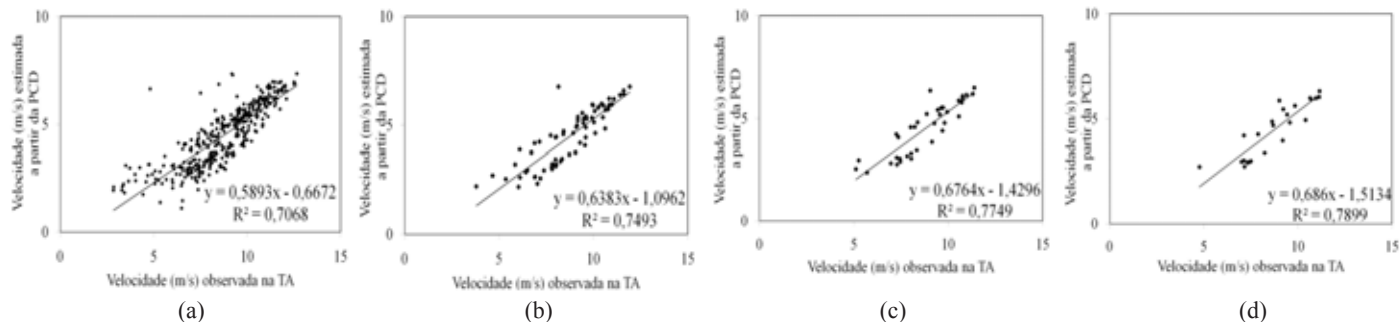 10
Velocidade (m/s) estimada
a partir da PCD
5
0
y = 0,5893x - 0,6672
R² = 0,7068
0
5
10
15
Velocidade (m/s) observada na TA
(a)
10
Velocidade (m/s) estimada
a partir da PCD
5
0
y = 0,6383x - 1,0962
R² = 0,7493
0
5
10
15
Velocidade (m/s) observada na TA
(b)
10
Velocidade (m/s) estimada
a partir da PCD
5
0
y = 0,6764x - 1,4296
R² = 0,7749
0
5
10
15
Velocidade (m/s) observada na TA
(c)
10
Velocidade (m/s) estimada
a partir da PCD
5
0
y = 0,686x - 1,5134
R² = 0,7899
0
5
10
15
Velocidade (m/s) observada na TA
(d)